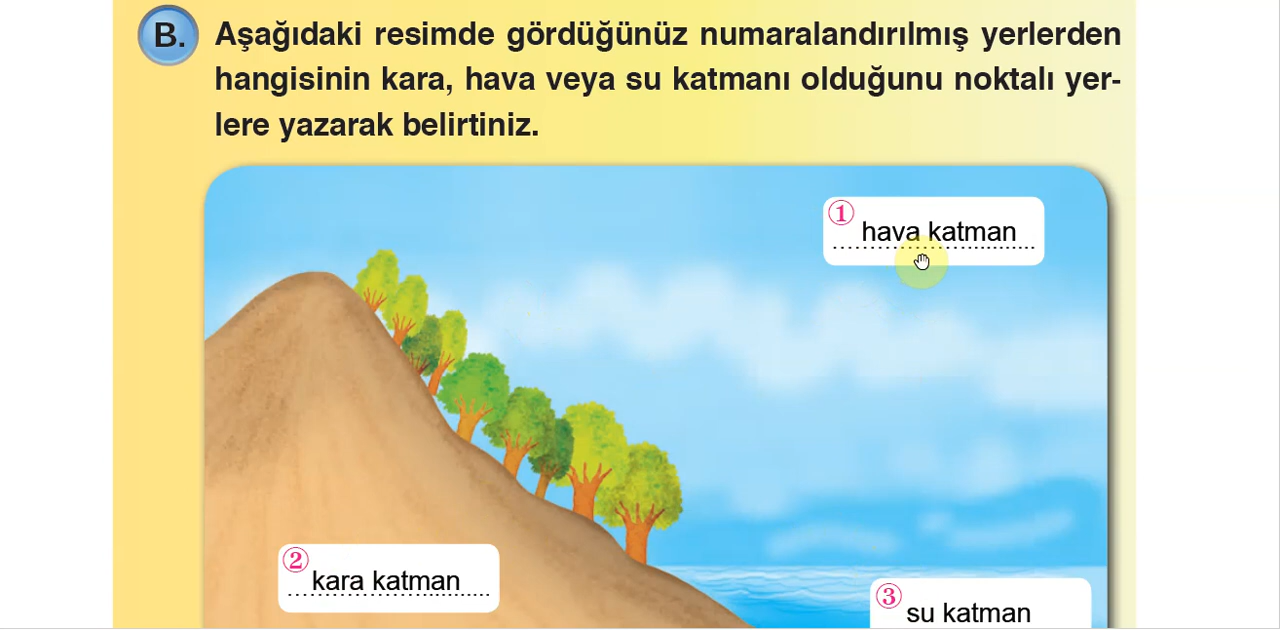 B. Aşağıdaki resimde gördüğünüz numaralandırılmış yerlerden
hangisinin kara, hava veya su katmanı olduğunu noktalı yer-
lere yazarak belirtiniz.
1 hava katman
2 kara katman
3 su katman